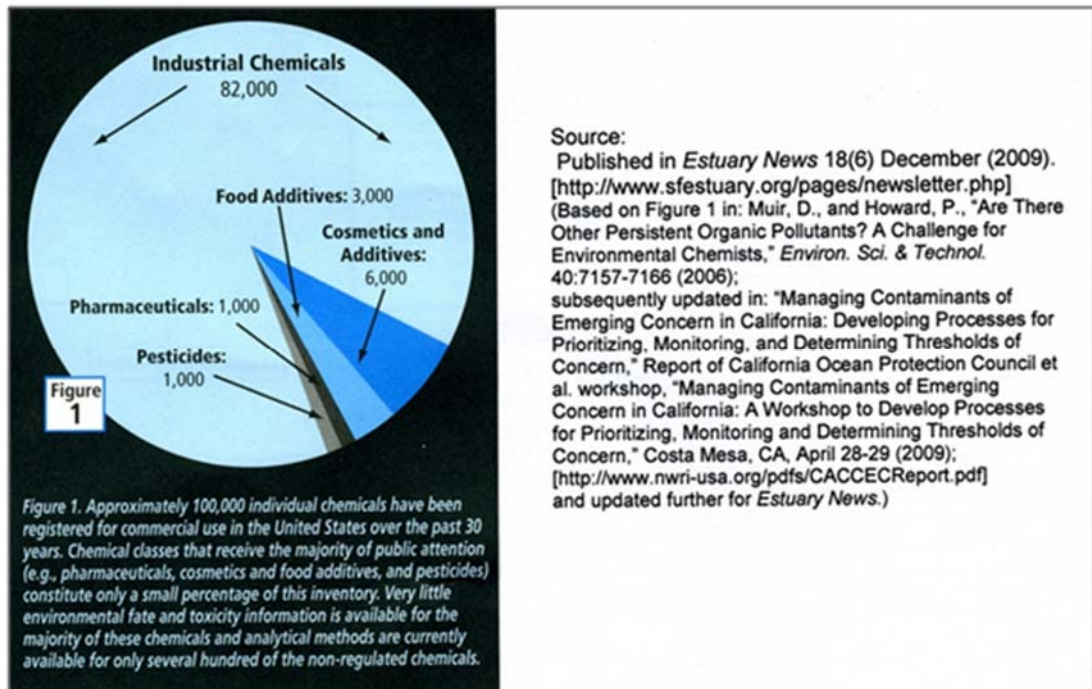 Industrial Chemicals
82,000
Food Additives: 3,000
Cosmetics and
Additives:
6,000
Pharmaceuticals: 1,000
Pesticides:
1,000
Figure
1
Figure 1. Approximately 100,000 individual chemicals have been
registered for commercial use in the United States over the past 30
years. Chemical classes that receive the majority of public attention
(e.g., pharmaceuticals, cosmetics and food additives, and pesticides)
constitute only a small percentage of this inventory. Very little
environmental fate and toxicity information is available for the
majority of these chemicals and analytical methods are currently
available for only several hundred of the non-regulated chemicals.
Source:
Published in Estuary News 18(6) December (2009).
[http://www.sfestuary.org/pages/newsletter.php]
(Based on Figure 1 in: Muir, D., and Howard, P., "Are There
Other Persistent Organic Pollutants? A Challenge for
Environmental Chemists," Environ. Sci. & Technol.
40:7157-7166 (2006);
subsequently updated in: "Managing Contaminants of
Emerging Concern in California: Developing Processes for
Prioritizing, Monitoring, and Determining Thresholds of
Concern," Report of California Ocean Protection Council et
al. workshop, "Managing Contaminants of Emerging
Concern in California: A Workshop to Develop Processes
for Prioritizing, Monitoring and Determining Thresholds of
Concern," Costa Mesa, CA, April 28-29 (2009);
[http://www.nwri-usa.org/pdfs/CACCECReport.pdf]
and updated further for Estuary News.)